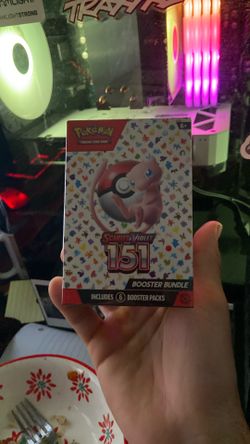 POKÉMON
TRADING CARD GAME
SCARLET & VIOLET
151
BOOSTER BUNDLE
INCLUDES 6 BOOSTER PACKS